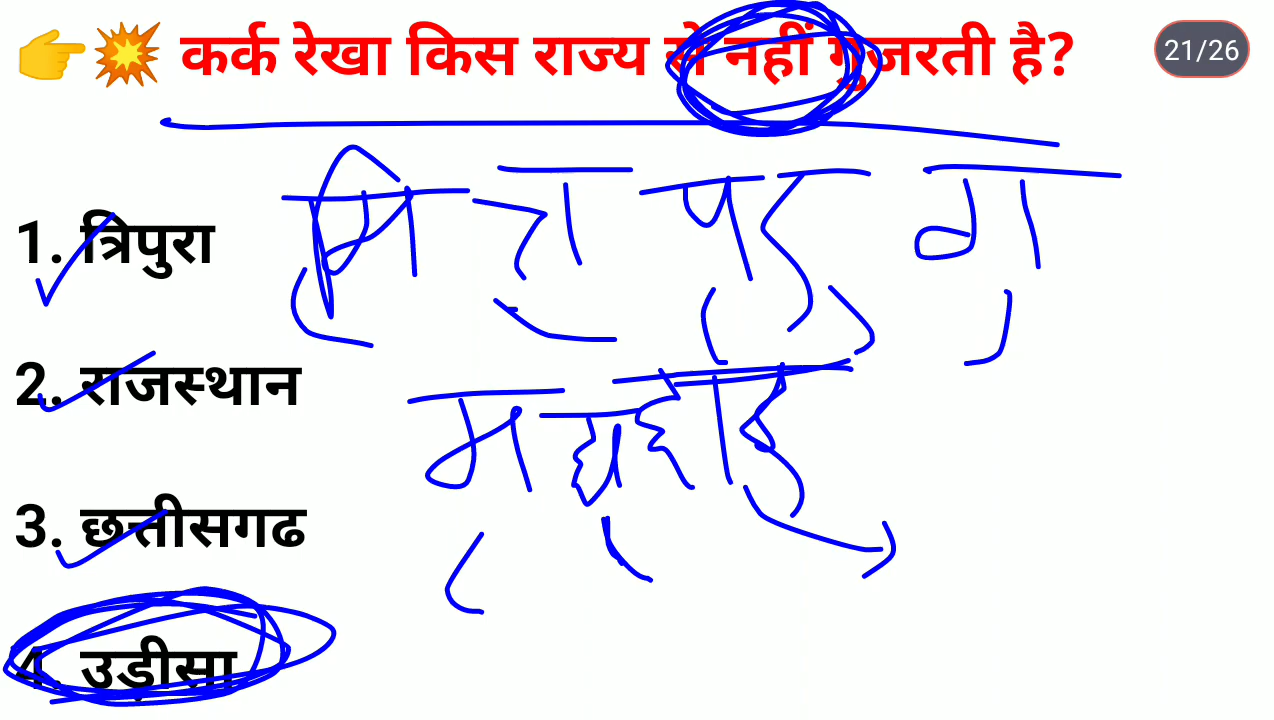 👉💥 कर्क रेखा किस राज्य से नहीं गुजरती है?
21/26
1. त्रिपुरा
2. राजस्थान
3. छत्तीसगढ
4. उड़ीसा